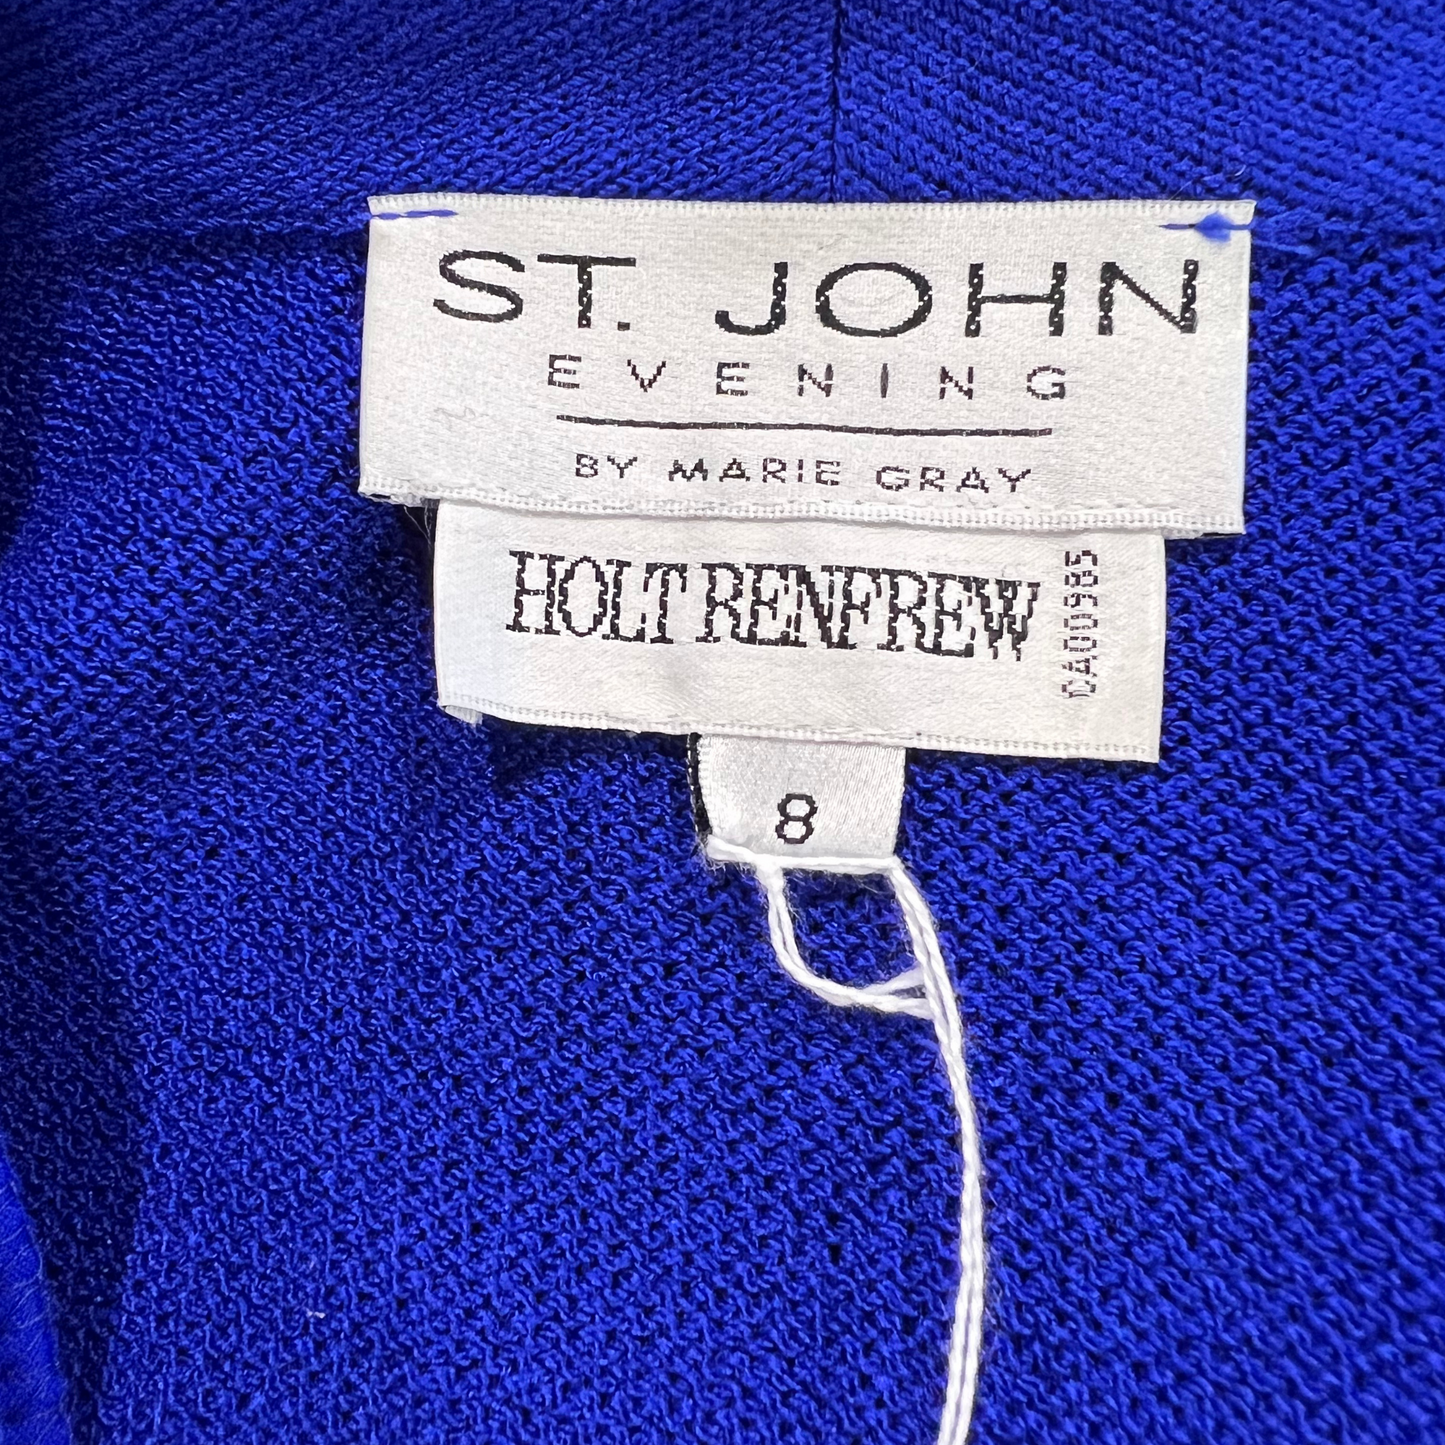 ST. JOHN
EVENING
BY MARIE GRAY
HOLT RENFREW
CA00985
8